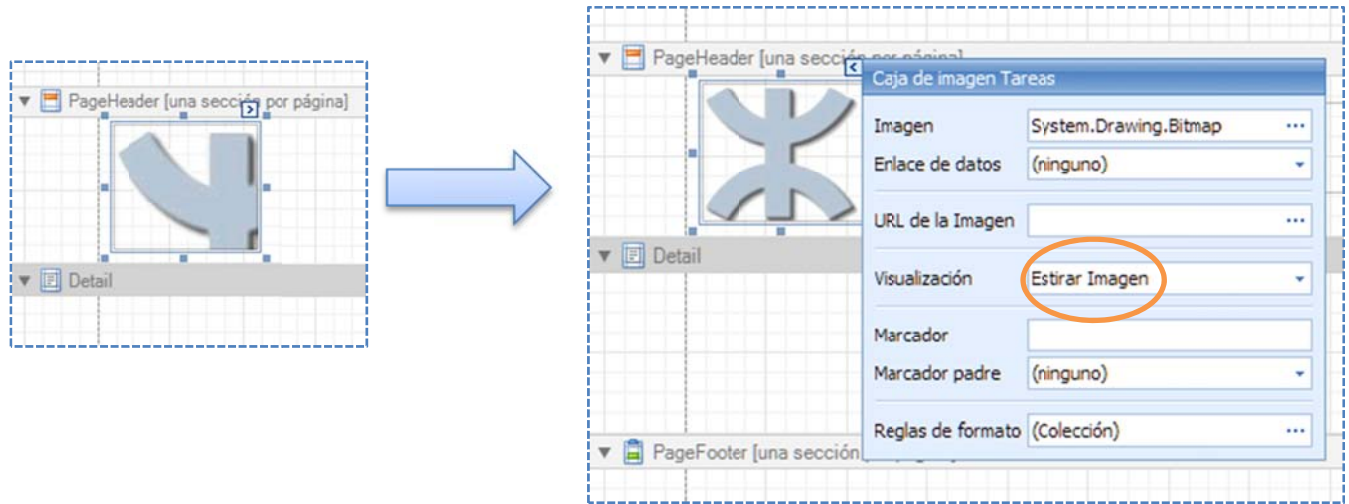 PageHeader [una sección por página]
Detail
PageHeader [una sección por página]
Caja de imagen Tareas
Imagen System.Drawing.Bitmap ...
Enlace de datos (ninguno)
URL de la Imagen ...
Visualización Estirar Imagen
Marcador
Marcador padre (ninguno)
Reglas de formato (Colección) ...
Detail
PageFooter [una sección